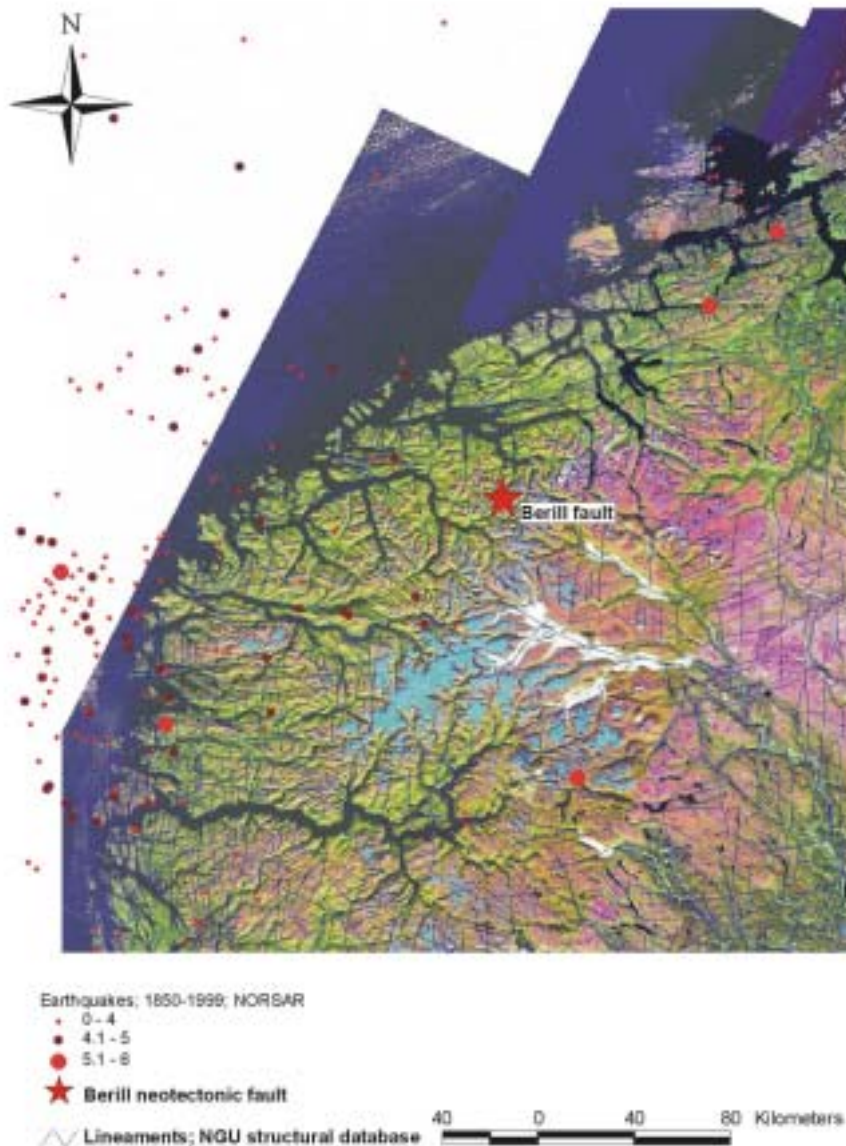 N
Berill fault
Earthquakes; 1850-1999; NORSAR
0 - 4
4.1 - 5
5.1 - 6
Berill neotectonic fault
Lineaments; NGU structural database
40 0 40 80 Kilometers